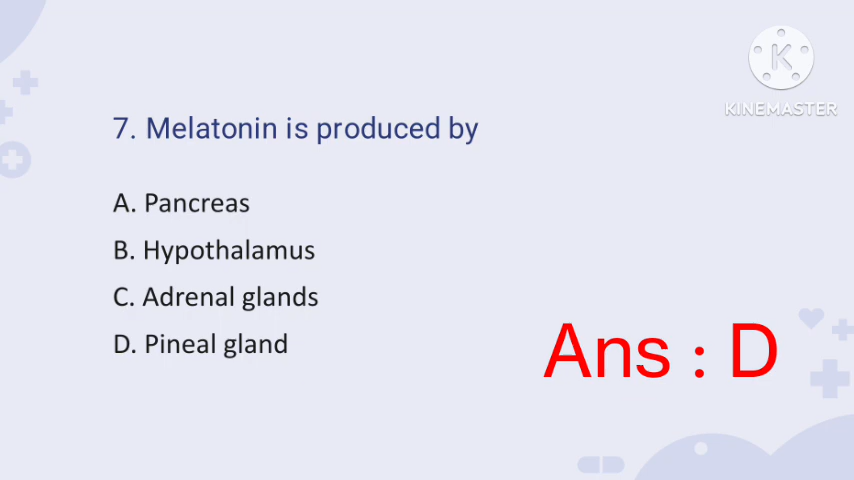 KINEMASTER
7. Melatonin is produced by
A. Pancreas
B. Hypothalamus
C. Adrenal glands
D. Pineal gland
Ans : D